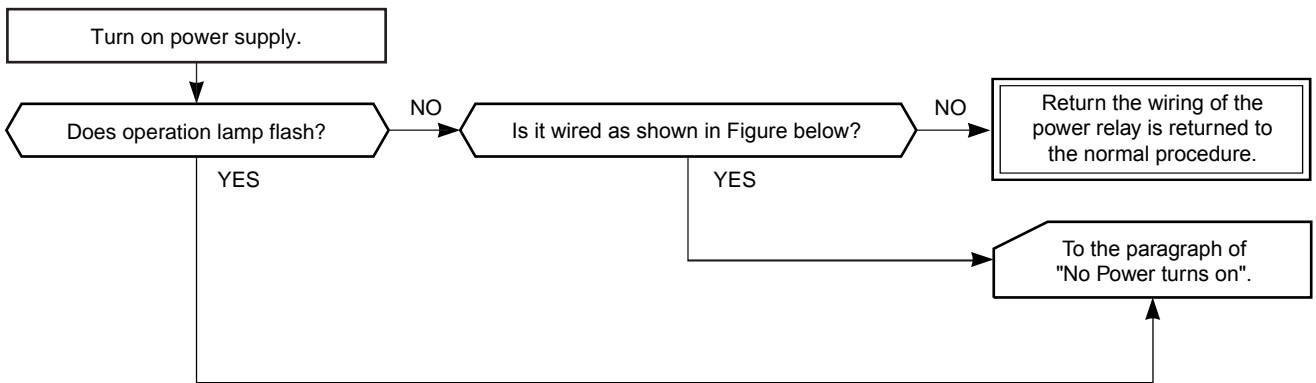 Turn on power supply.
Does operation lamp flash?
NO
Is it wired as shown in Figure below?
NO
Return the wiring of the
power relay is returned to
the normal procedure.
YES
YES
To the paragraph of
"No Power turns on".